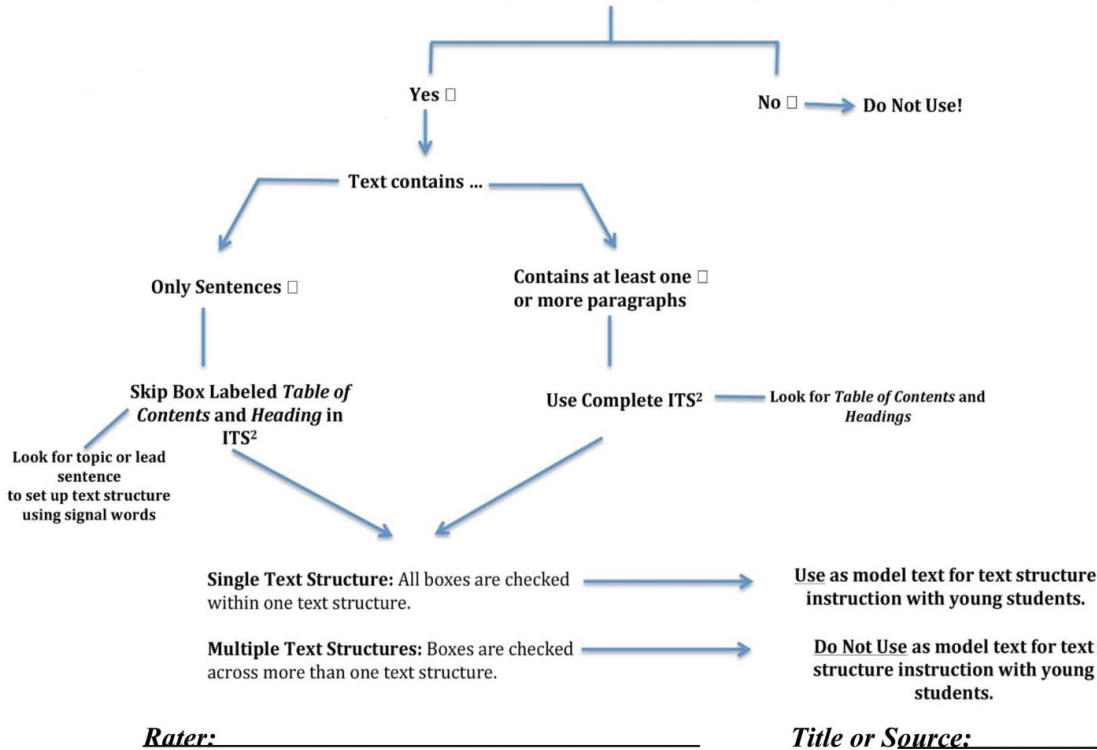 Yes □
No □
Do Not Use!
Text contains ...
Only Sentences □
Contains at least one □
or more paragraphs
Skip Box Labeled Table of
Contents and Heading in
ITS²
Use Complete ITS²
Look for Table of Contents and
Headings
Look for topic or lead
sentence
to set up text structure
using signal words
Single Text Structure: All boxes are checked
within one text structure.
Use as model text for text structure
instruction with young students.
Multiple Text Structures: Boxes are checked
across more than one text structure.
Do Not Use as model text for text
structure instruction with young
students.
Rater:
Title or Source: